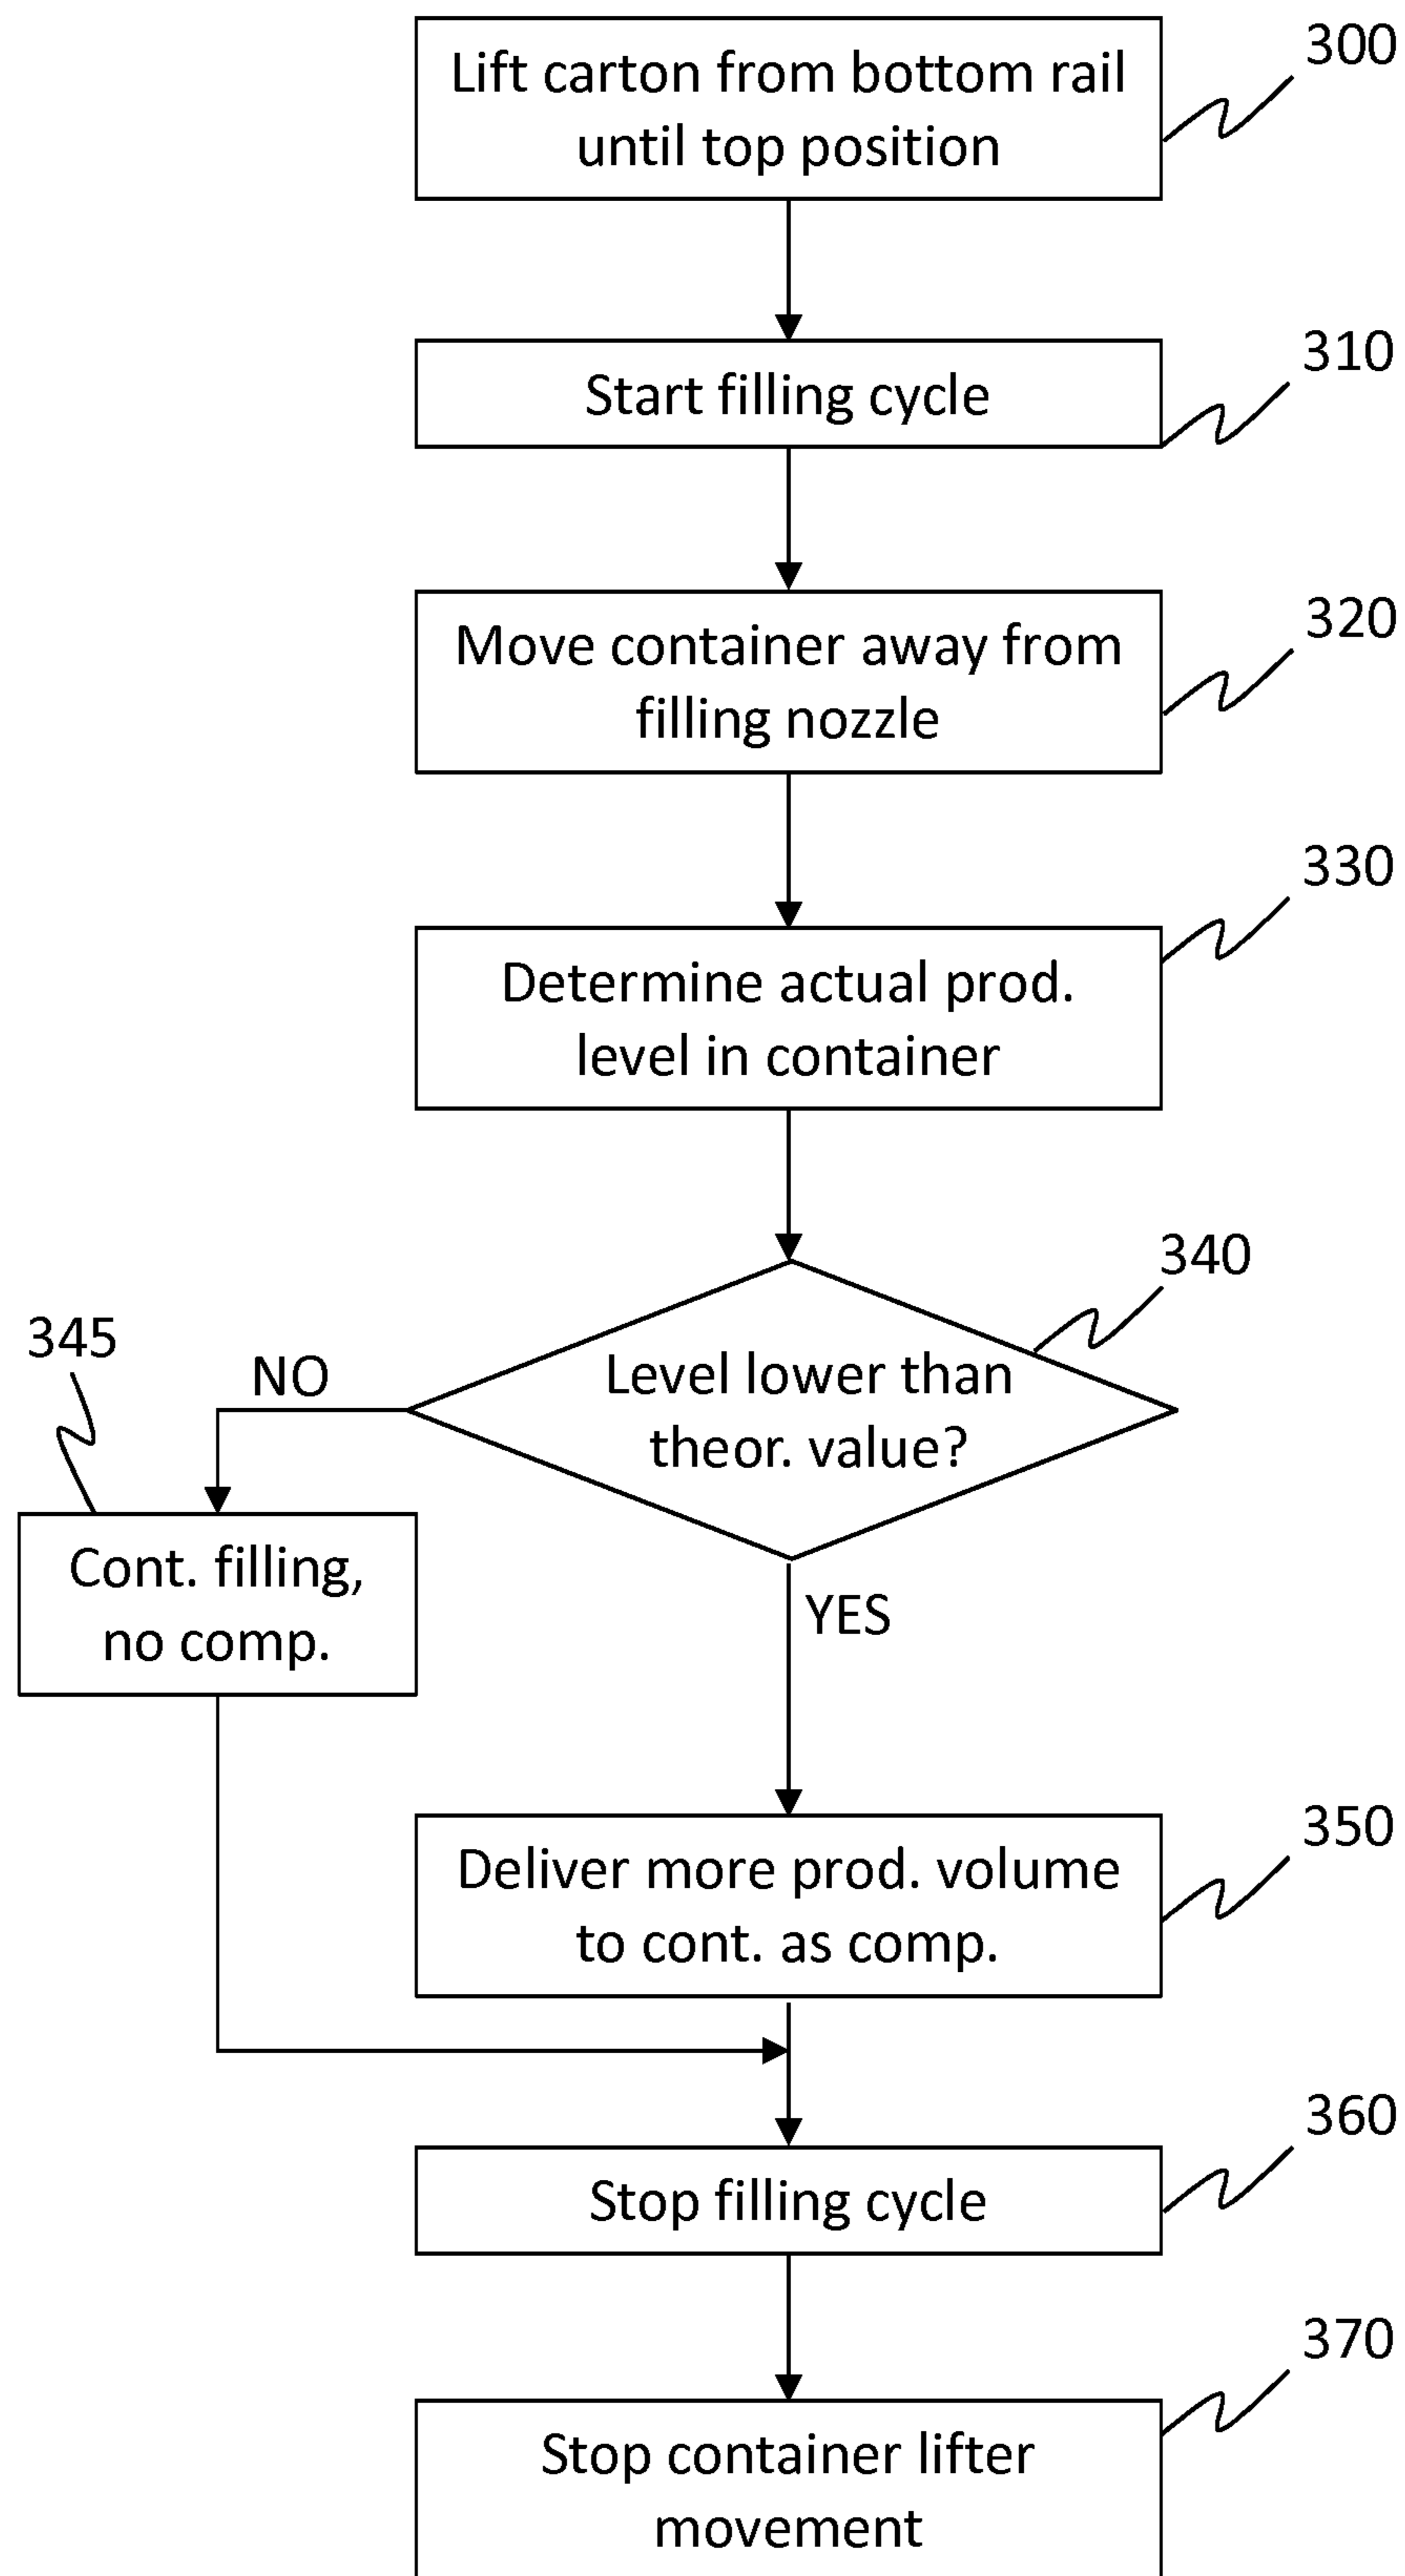 Lift carton from bottom rail
until top position
300
Start filling cycle
310
Move container away from
filling nozzle
320
Determine actual prod.
level in container
330
Level lower than
theor. value?
340
NO
345
Cont. filling,
no comp.
YES
Deliver more prod. volume
to cont. as comp.
350
Stop filling cycle
360
Stop container lifter
movement
370